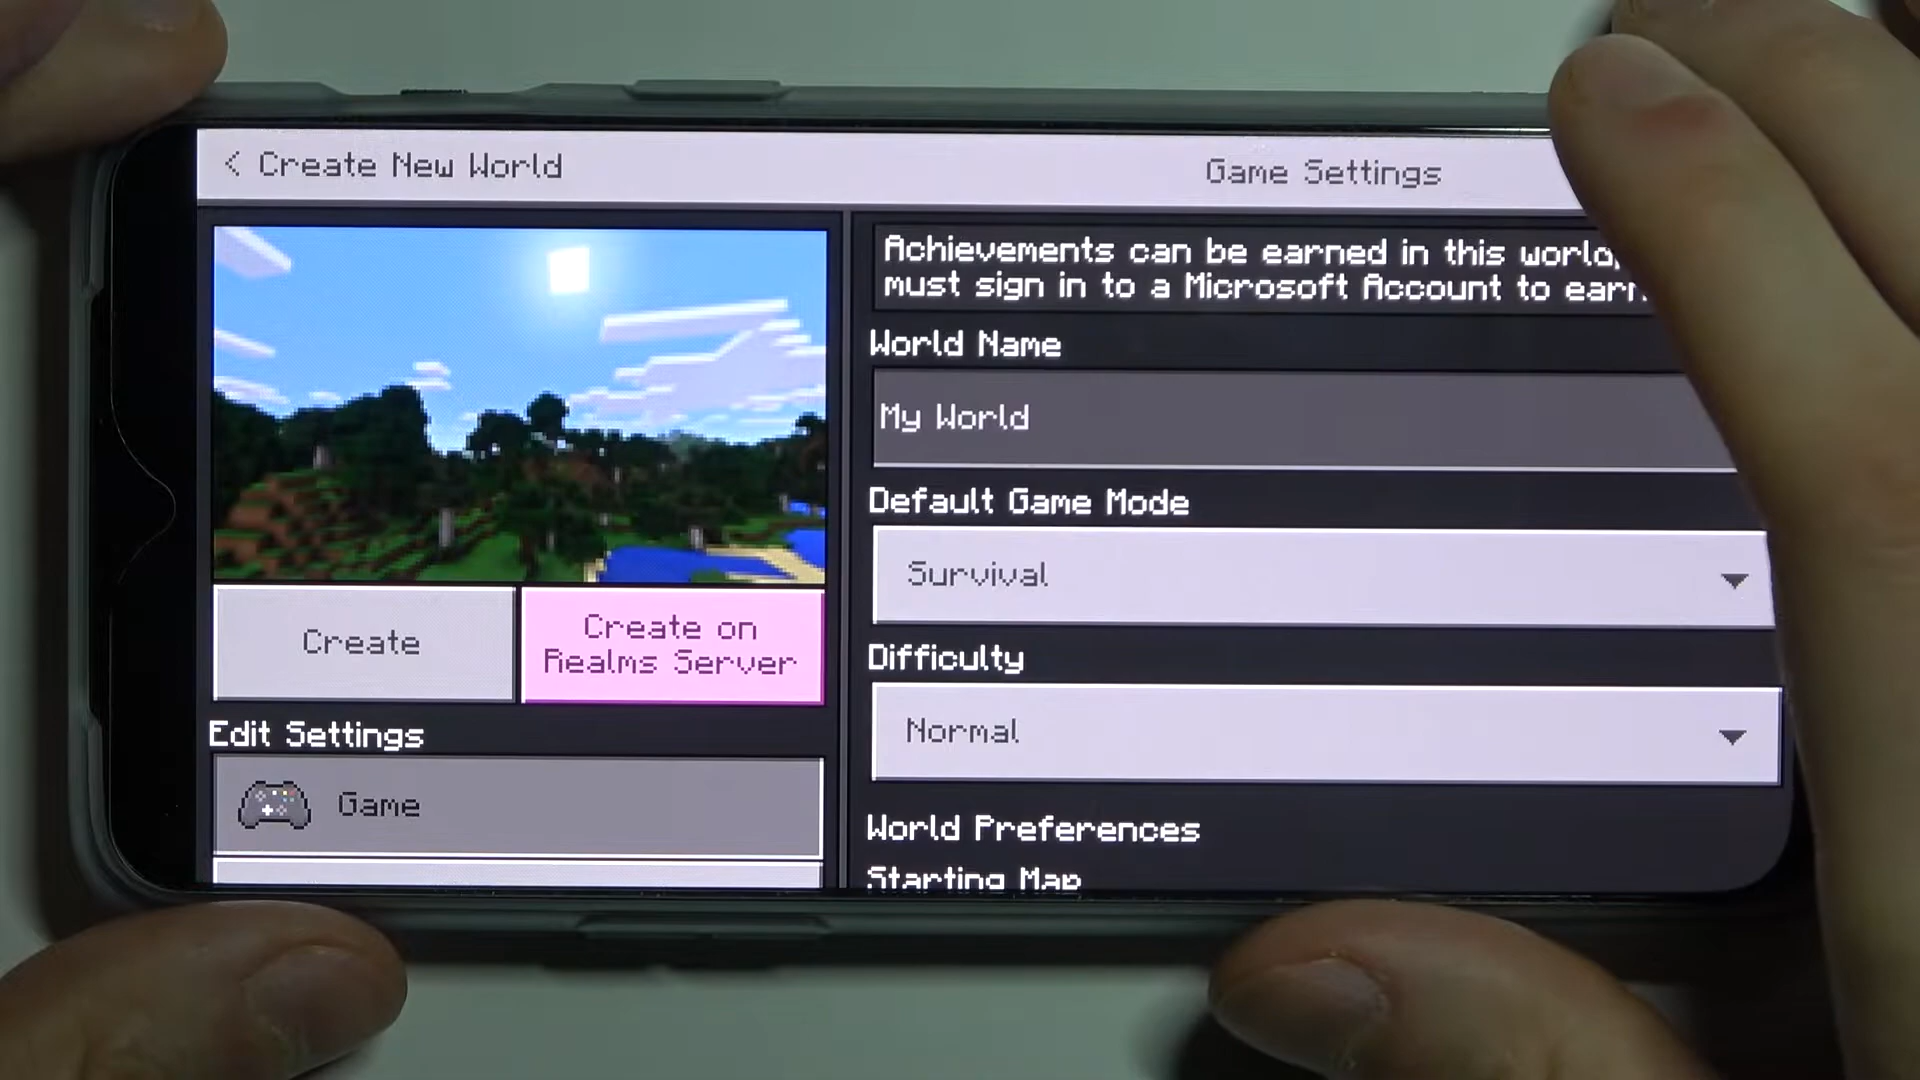 < Create New World
Game Settings
Achievements can be earned in this world,
must sign in to a Microsoft Account to earn
World Name
My World
Default Game Mode
Survival
Difficulty
Normal
World Preferences
Starting Map
Create
Create on
Realms Server
Edit Settings
Game